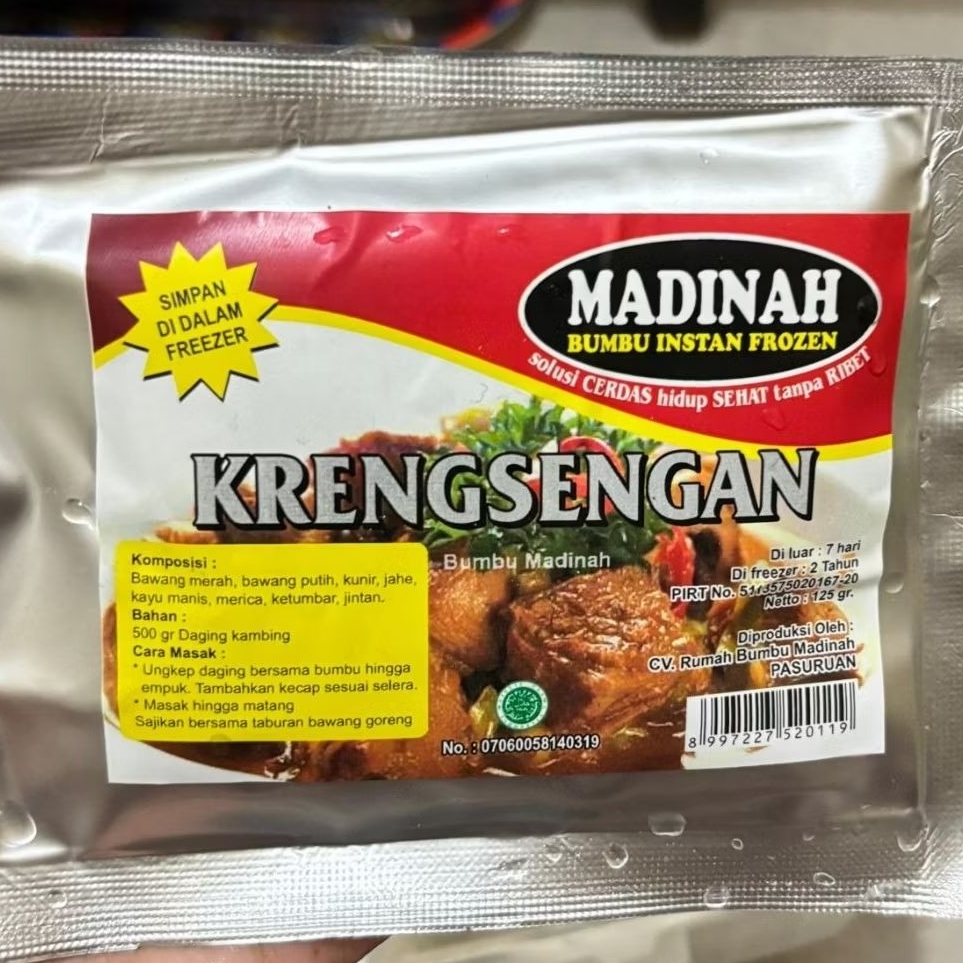 SIMPAN
DI DALAM
FREEZER
MADINAH
BUMBU INSTAN FROZEN
solusi CERDAS hidup SEHAT tanpa RIBET
KRENGSENGAN
Bumbu Madinah
Komposisi :
Bawang merah, bawang putih, kunir, jahe,
kayu manis, merica, ketumbar, jintan.
Bahan :
500 gr Daging kambing
Cara Masak :
* Ungkep daging bersama bumbu hingga
empuk. Tambahkan kecap sesuai selera.
* Masak hingga matang
Sajikan bersama taburan bawang goreng
Di luar : 7 hari
Di freezer : 2 Tahun
PIRT No. 5113575020167-20
Netto : 125 gr.
Diproduksi Oleh :
CV. Rumah Bumbu Madinah
PASURUAN
No. : 07060058140319
8 997227 520119